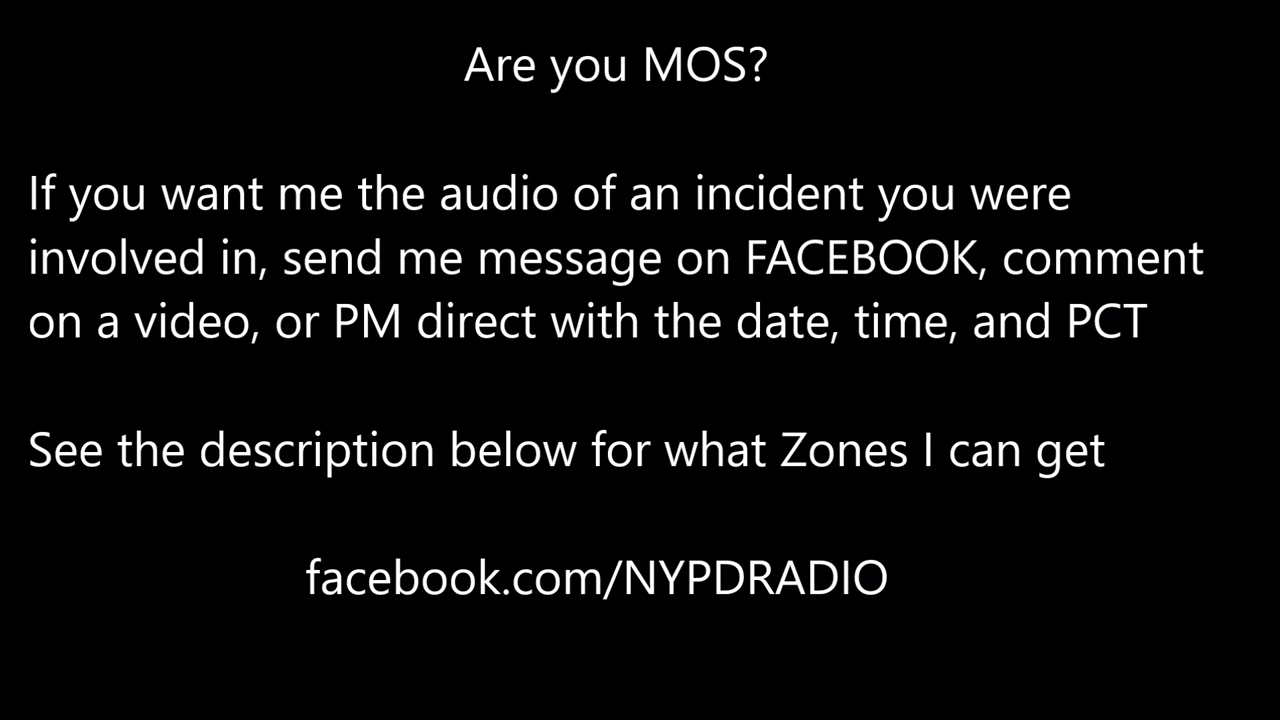 Are you MOS?
If you want me the audio of an incident you were
involved in, send me message on FACEBOOK, comment
on a video, or PM direct with the date, time, and PCT
See the description below for what Zones I can get
facebook.com/NYPDRADIO